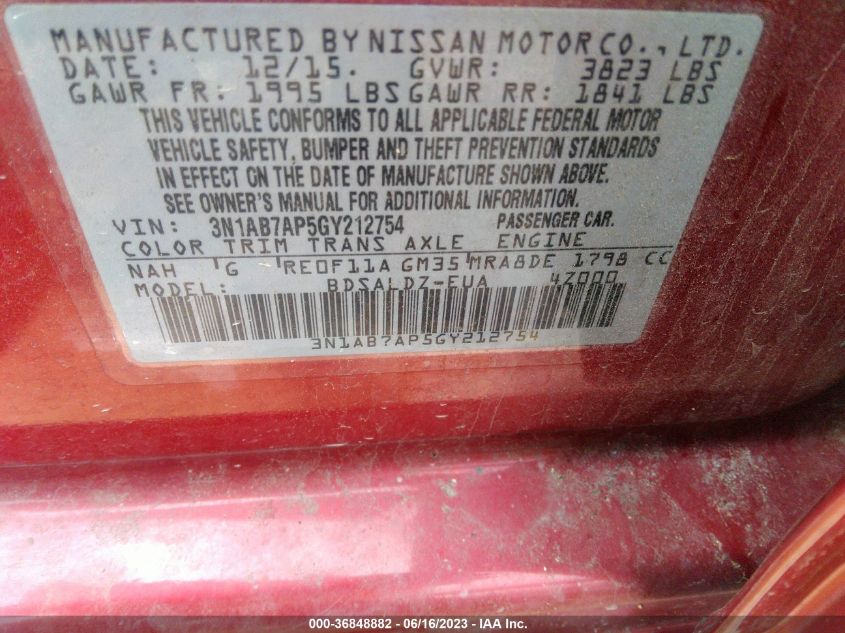 MANUFACTURED BY NISSAN MOTOR CO., LTD.
DATE: 12/15. GVWR: 3823 LBS
GAWR FR: 1995 LBS GAWR RR: 1841 LBS
THIS VEHICLE CONFORMS TO ALL APPLICABLE FEDERAL MOTOR
VEHICLE SAFETY, BUMPER AND THEFT PREVENTION STANDARDS
IN EFFECT ON THE DATE OF MANUFACTURE SHOWN ABOVE.
SEE OWNER'S MANUAL FOR ADDITIONAL INFORMATION.
VIN: 3N1AB7AP5GY212754 PASSENGER CAR.
COLOR TRIM TRANS AXLE ENGINE
NAH G RE0F11A GM35 MRA8DE 1798 CC
MODEL: BDSALDZ-EUA 4Z000
3N1AB7AP5GY212754
000-36848882 - 06/16/2023 - IAA Inc.